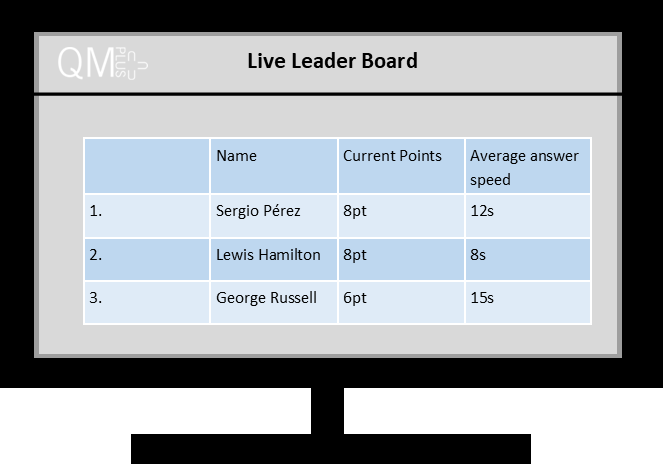 QM PLUS
Live Leader Board
Name Current Points Average answer speed
1. Sergio Pérez 8pt 12s
2. Lewis Hamilton 8pt 8s
3. George Russell 6pt 15s